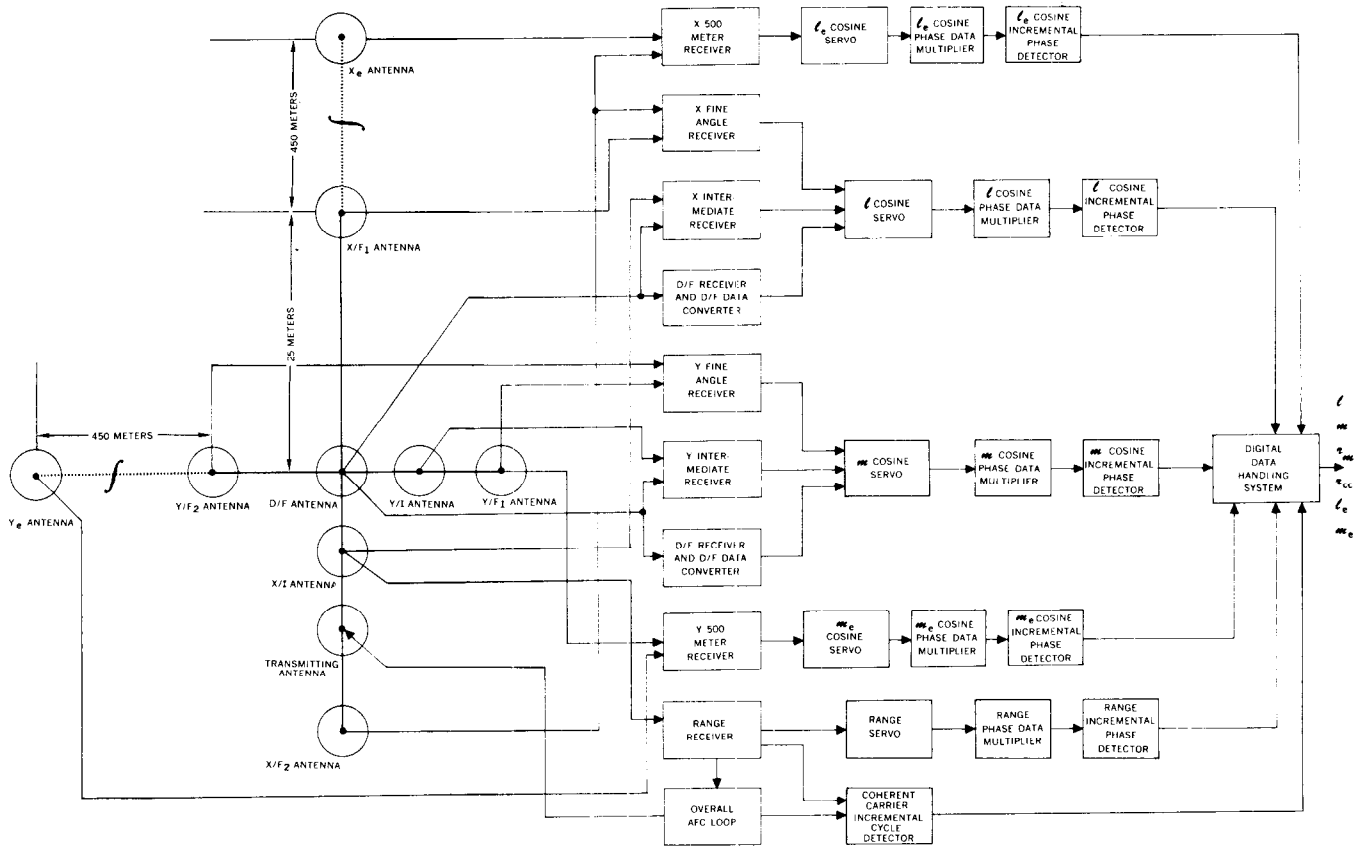 X 500
METER
RECEIVER
ℓe COSINE
SERVO
ℓe COSINE
PHASE DATA
MULTIPLIER
ℓe COSINE
INCREMENTAL
PHASE
DETECTOR
Xe ANTENNA
450 METERS
X FINE
ANGLE
RECEIVER
X INTER-
MEDIATE
RECEIVER
ℓ COSINE
SERVO
ℓ COSINE
PHASE DATA
MULTIPLIER
ℓ COSINE
INCREMENTAL
PHASE
DETECTOR
X/F1 ANTENNA
D/F RECEIVER
AND D/F DATA
CONVERTER
25 METERS
Y FINE
ANGLE
RECEIVER
450 METERS
Y INTER-
MEDIATE
RECEIVER
m COSINE
SERVO
m COSINE
PHASE DATA
MULTIPLIER
m COSINE
INCREMENTAL
PHASE
DETECTOR
DIGITAL
DATA
HANDLING
SYSTEM
ℓ
m
r m
r cc
ℓe
me
Ye ANTENNA
Y/F2 ANTENNA
D/F ANTENNA
Y/I ANTENNA
Y/F1 ANTENNA
D/F RECEIVER
AND D/F DATA
CONVERTER
X/I ANTENNA
Y 500
METER
RECEIVER
me
COSINE
SERVO
me COSINE
PHASE DATA
MULTIPLIER
me COSINE
INCREMENTAL
PHASE
DETECTOR
TRANSMITTING
ANTENNA
RANGE
RECEIVER
RANGE
SERVO
RANGE
PHASE DATA
MULTIPLIER
RANGE
INCREMENTAL
PHASE
DETECTOR
X/F2 ANTENNA
OVERALL
AFC LOOP
COHERENT
CARRIER
INCREMENTAL
CYCLE
DETECTOR